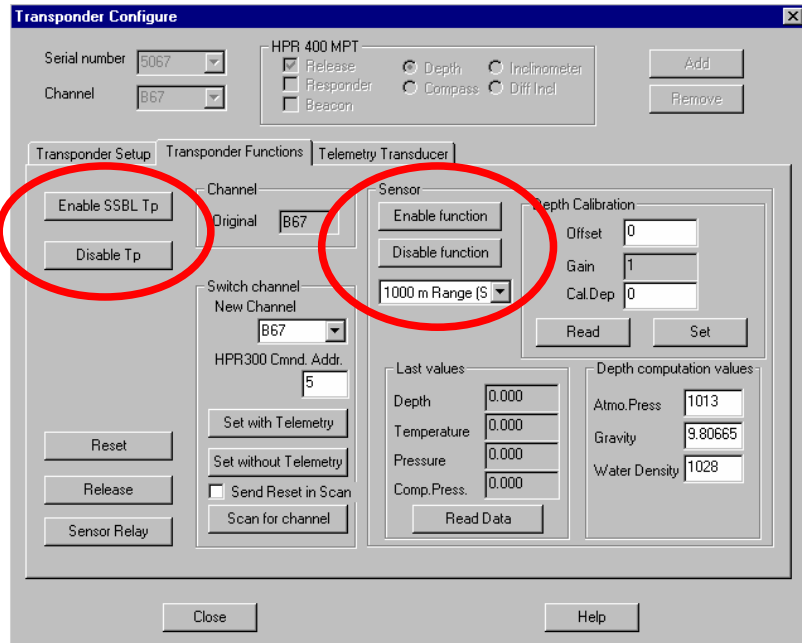 Transponder Configure
Serial number 5067
Channel B67
HPR 400 MPT
Release
Responder
Beacon
Depth Inclinometer
Compass Diff Incl
Add
Remove
Transponder Setup Transponder Functions Telemetry Transducer
Enable SSBL Tp
Disable Tp
Reset
Release
Sensor Relay
Channel
Original B67
Switch channel
New Channel
B67
HPR300 Cmnd. Addr.
5
Set with Telemetry
Set without Telemetry
Send Reset in Scan
Scan for channel
Sensor
Enable function
Disable function
1000 m Range (S
Depth Calibration
Offset 0
Gain 1
Cal.Dep 0
Read Set
Last values
Depth 0.000
Temperature 0.000
Pressure 0.000
Comp.Press. 0.000
Read Data
Depth computation values
Atmo.Press 1013
Gravity 9.80665
Water Density 1028
Close Help